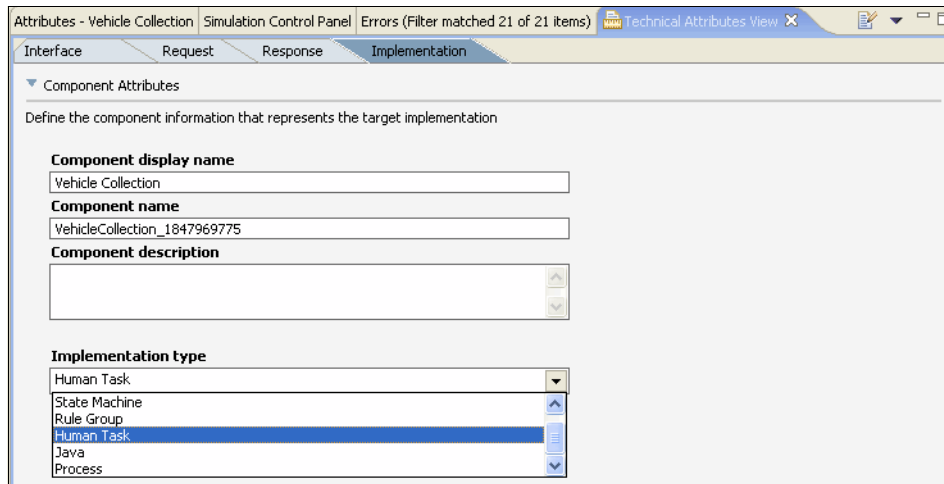 Attributes - Vehicle Collection Simulation Control Panel Errors (Filter matched 21 of 21 items) Technical Attributes View
Interface Request Response Implementation
Component Attributes
Define the component information that represents the target implementation
Component display name
Vehicle Collection
Component name
VehicleCollection_1847969775
Component description
Implementation type
Human Task
State Machine
Rule Group
Human Task
Java
Process